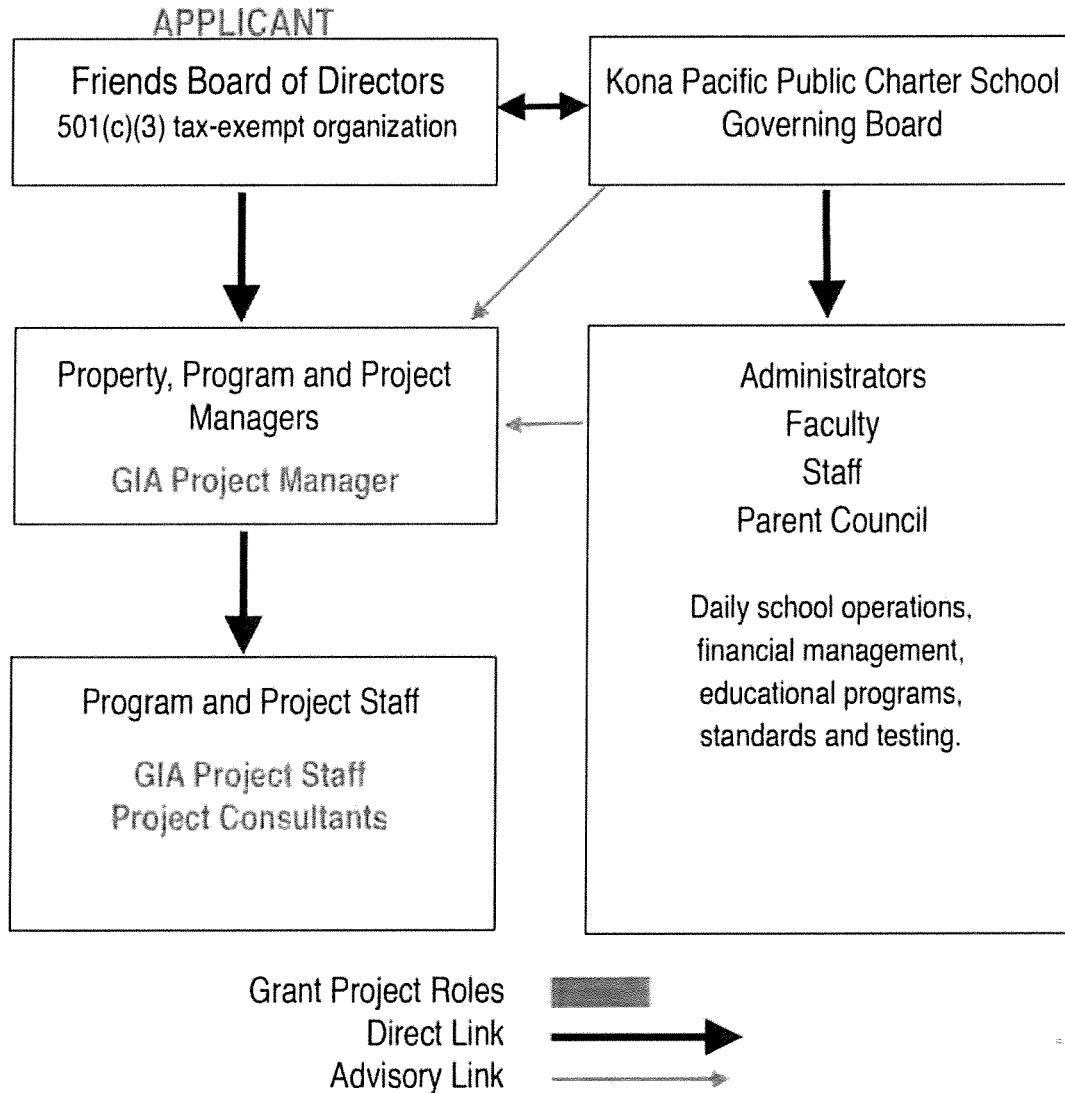 APPLICANT
Friends Board of Directors
501(c)(3) tax-exempt organization
Kona Pacific Public Charter School
Governing Board
Property, Program and Project
Managers
GIA Project Manager
Administrators
Faculty
Staff
Parent Council
Daily school operations,
financial management,
educational programs,
standards and testing.
Program and Project Staff
GIA Project Staff
Project Consultants
Grant Project Roles
Direct Link
Advisory Link